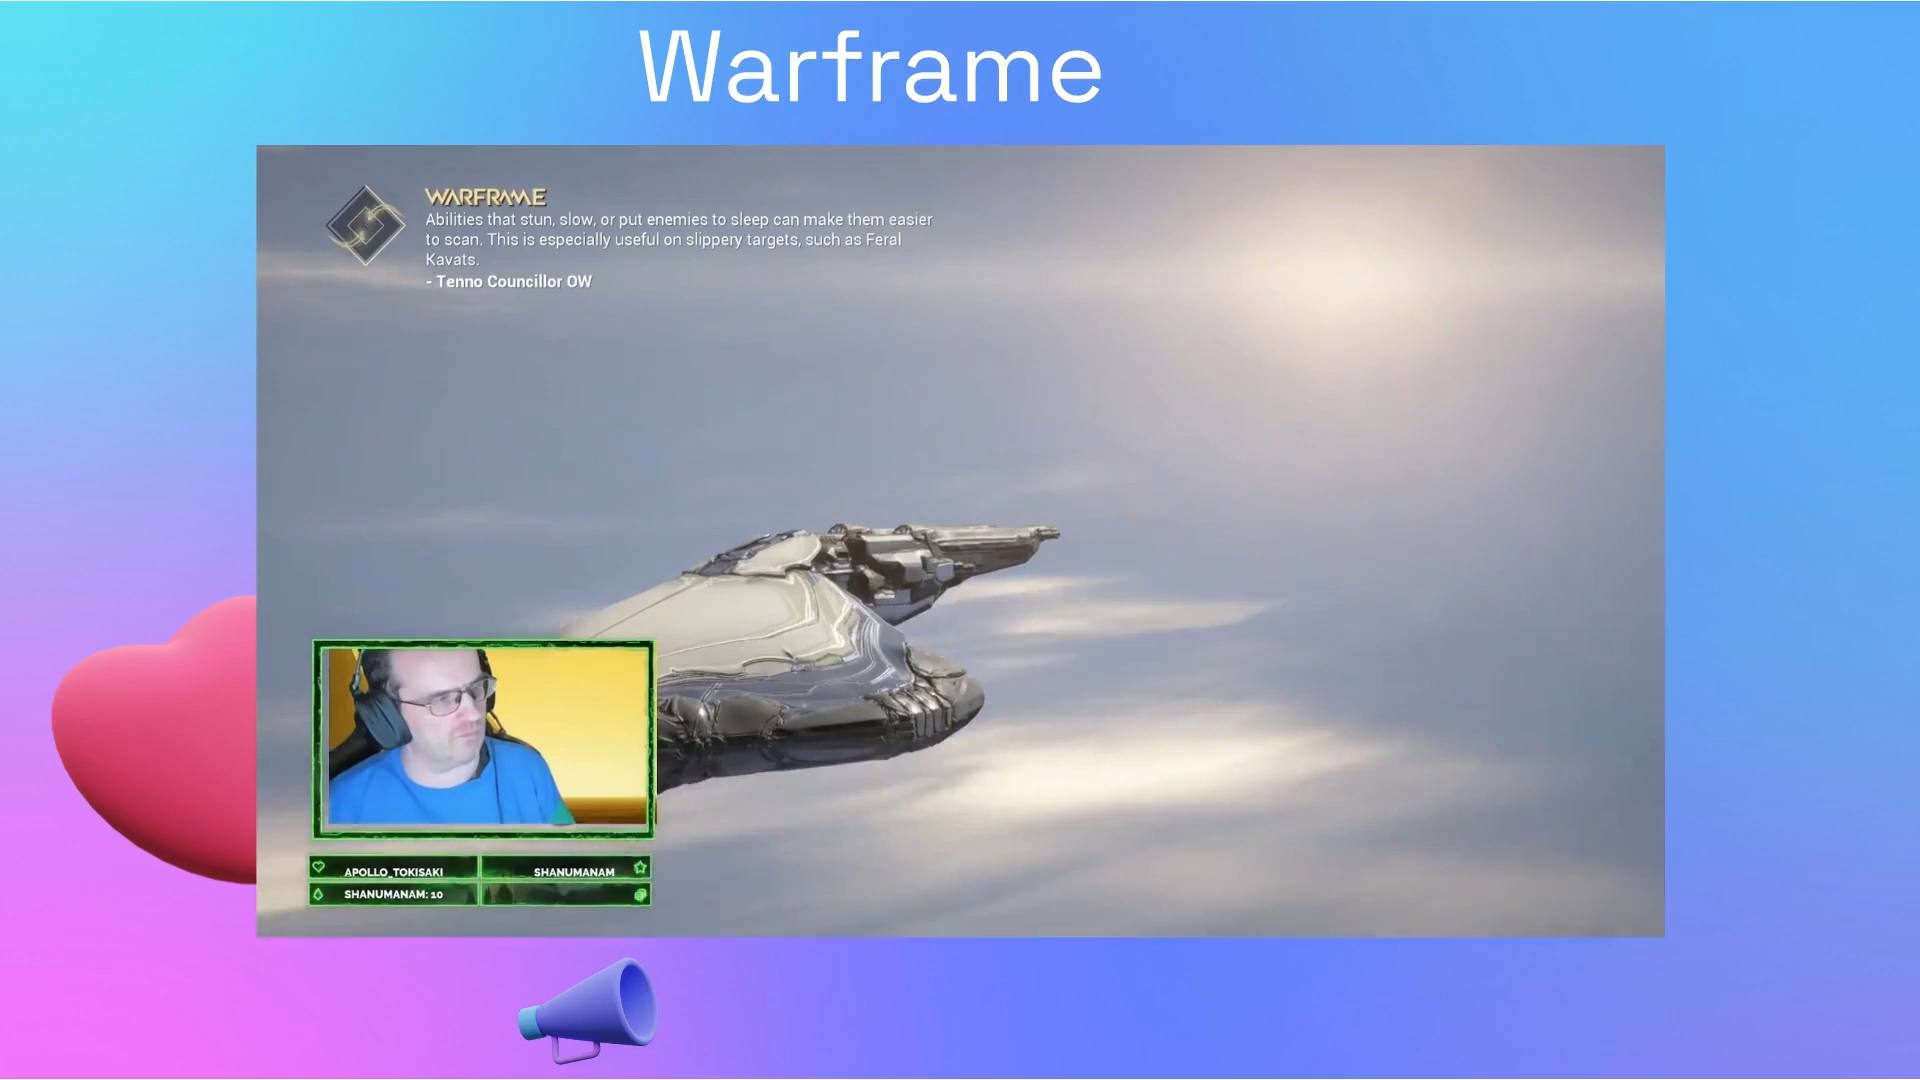 Warframe
WARFRAME
Abilities that stun, slow, or put enemies to sleep can make them easier
to scan. This is especially useful on slippery targets, such as Feral
Kavats.
- Tenno Councillor OW
APOLLO_TOKISAKI
SHANUMANAM
SHANUMANAM: 10